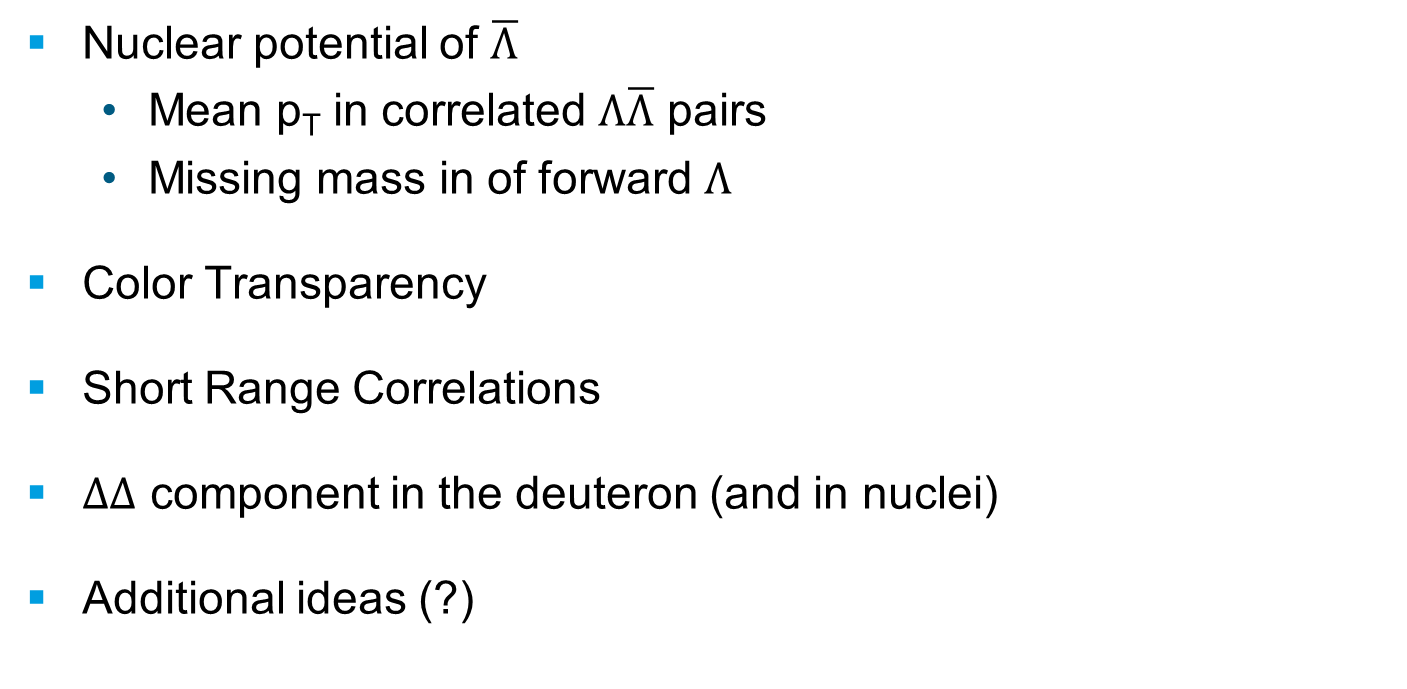 ▪ Nuclear potential of Λ̅
• Mean pT in correlated ΛΛ̅ pairs
• Missing mass in of forward Λ
▪ Color Transparency
▪ Short Range Correlations
▪ ΔΔ component in the deuteron (and in nuclei)
▪ Additional ideas (?)